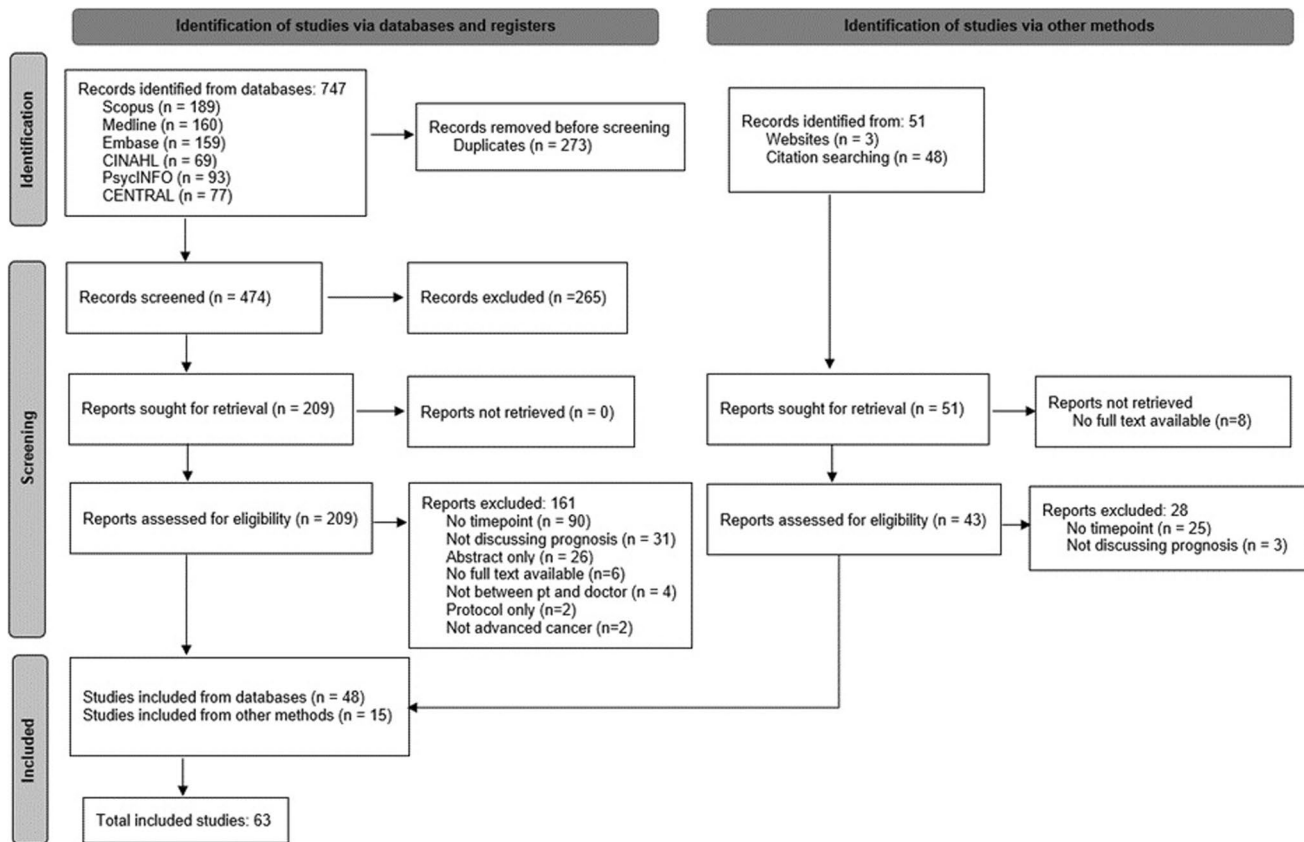 Identification of studies via databases and registers
Identification of studies via other methods
Identification
Records identified from databases: 747
Scopus (n = 189)
Medline (n = 160)
Embase (n = 159)
CINAHL (n = 69)
PsycINFO (n = 93)
CENTRAL (n = 77)
Records removed before screening
Duplicates (n = 273)
Records identified from: 51
Websites (n = 3)
Citation searching (n = 48)
Screening
Records screened (n = 474)
Records excluded (n =265)
Reports sought for retrieval (n = 209)
Reports not retrieved (n = 0)
Reports sought for retrieval (n = 51)
Reports not retrieved
No full text available (n=8)
Reports assessed for eligibility (n = 209)
Reports excluded: 161
No timepoint (n = 90)
Not discussing prognosis (n = 31)
Abstract only (n = 26)
No full text available (n=6)
Not between pt and doctor (n = 4)
Protocol only (n=2)
Not advanced cancer (n=2)
Reports assessed for eligibility (n = 43)
Reports excluded: 28
No timepoint (n = 25)
Not discussing prognosis (n = 3)
Included
Studies included from databases (n = 48)
Studies included from other methods (n = 15)
Total included studies: 63